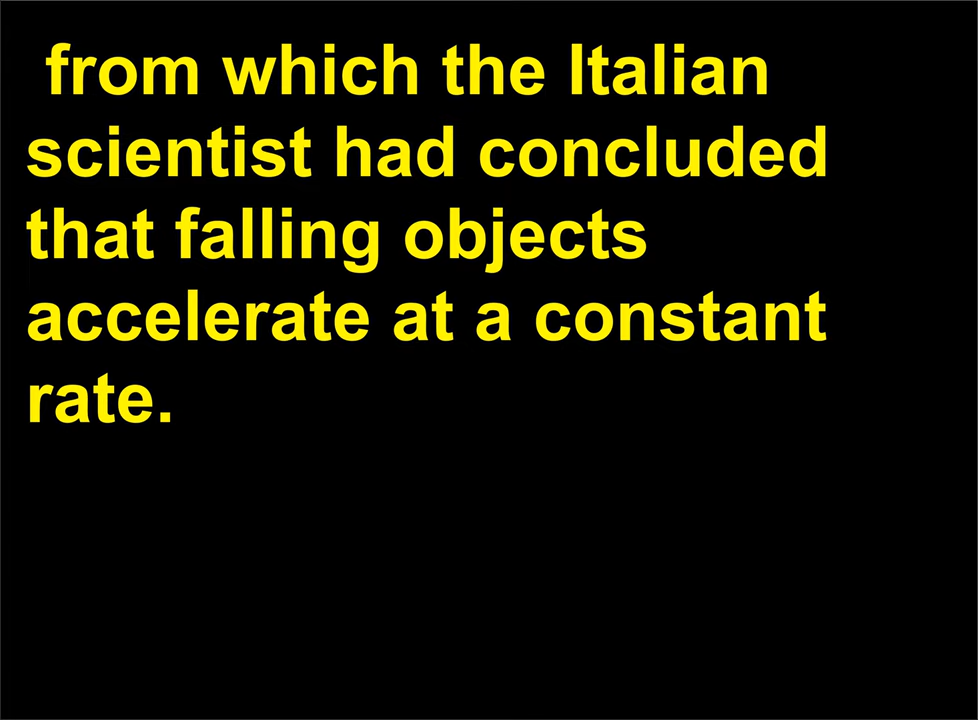 from which the Italian
scientist had concluded
that falling objects
accelerate at a constant
rate.